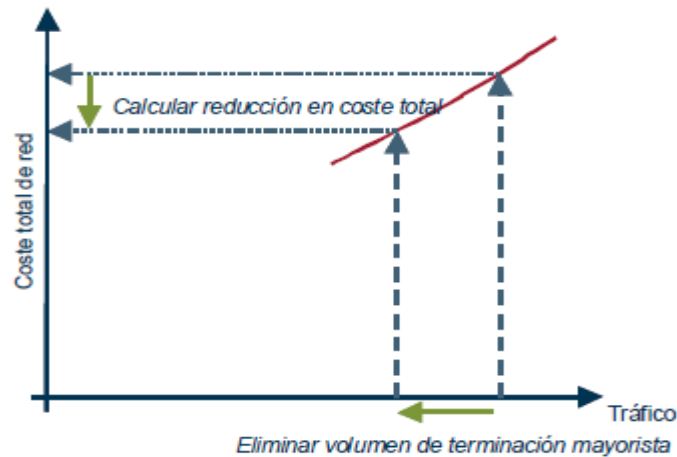 Calcular reducción en coste total
Coste total de red
Tráfico
Eliminar volumen de terminación mayorista